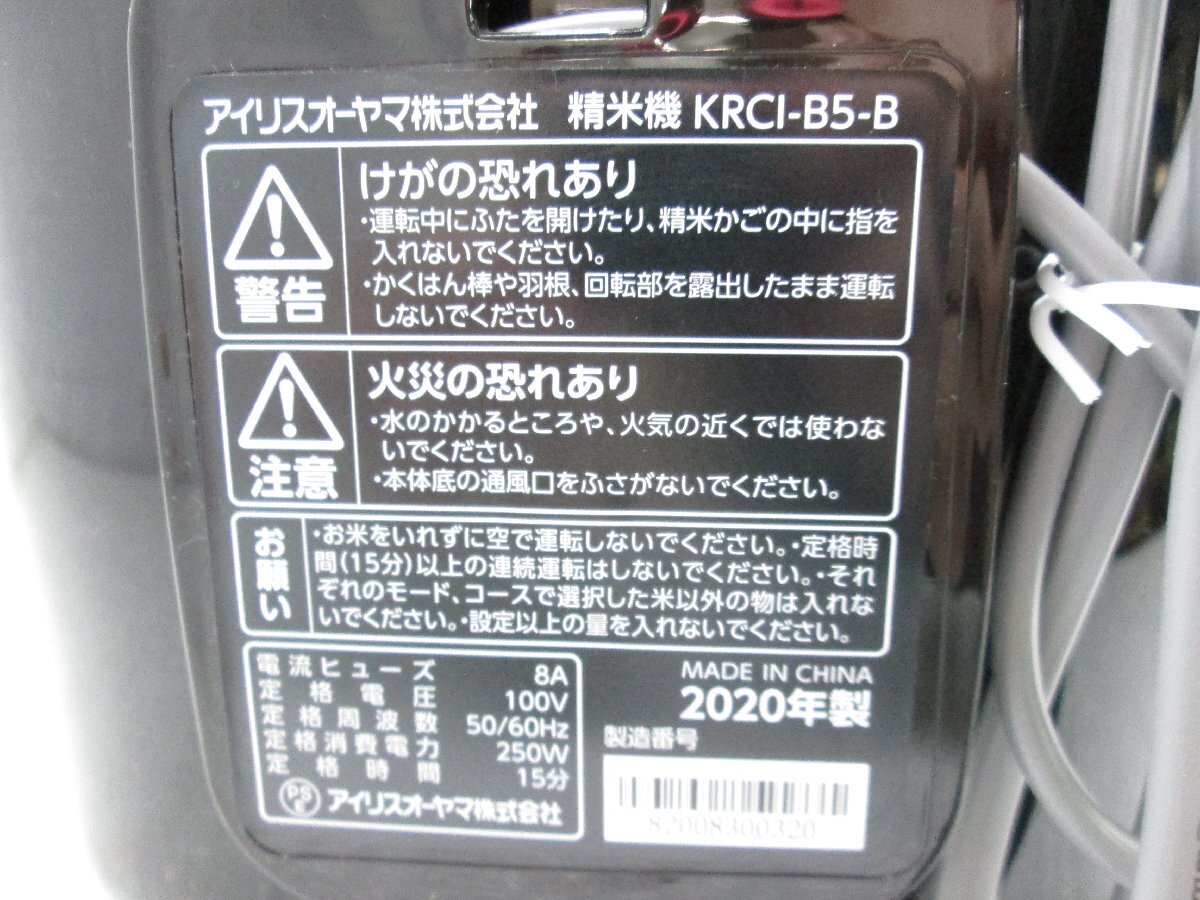 アイリスオーヤマ株式会社 精米機 KRCI-B5-B
警告
けがの恐れあり
・運転中にふたを開けたり、精米かごの中に指を
入れないでください。
・かくはん棒や羽根、回転部を露出したまま運転
しないでください。
注意
火災の恐れあり
・水のかかるところや、火気の近くでは使わな
いでください。
・本体底の通風口をふさがないでください。
お願い
・お米をいれずに空で運転しないでください。・定格時
間(15分)以上の連続運転はしないでください。・それ
ぞれのモード、コースで選択した米以外の物は入れな
いでください。・設定以上の量を入れないでください。
電流ヒューズ 8A
定格電圧 100V
定格周波数 50/60Hz
定格消費電力 250W
定格時間 15分
PSE アイリスオーヤマ株式会社
MADE IN CHINA
2020年製
製造番号
82008300320